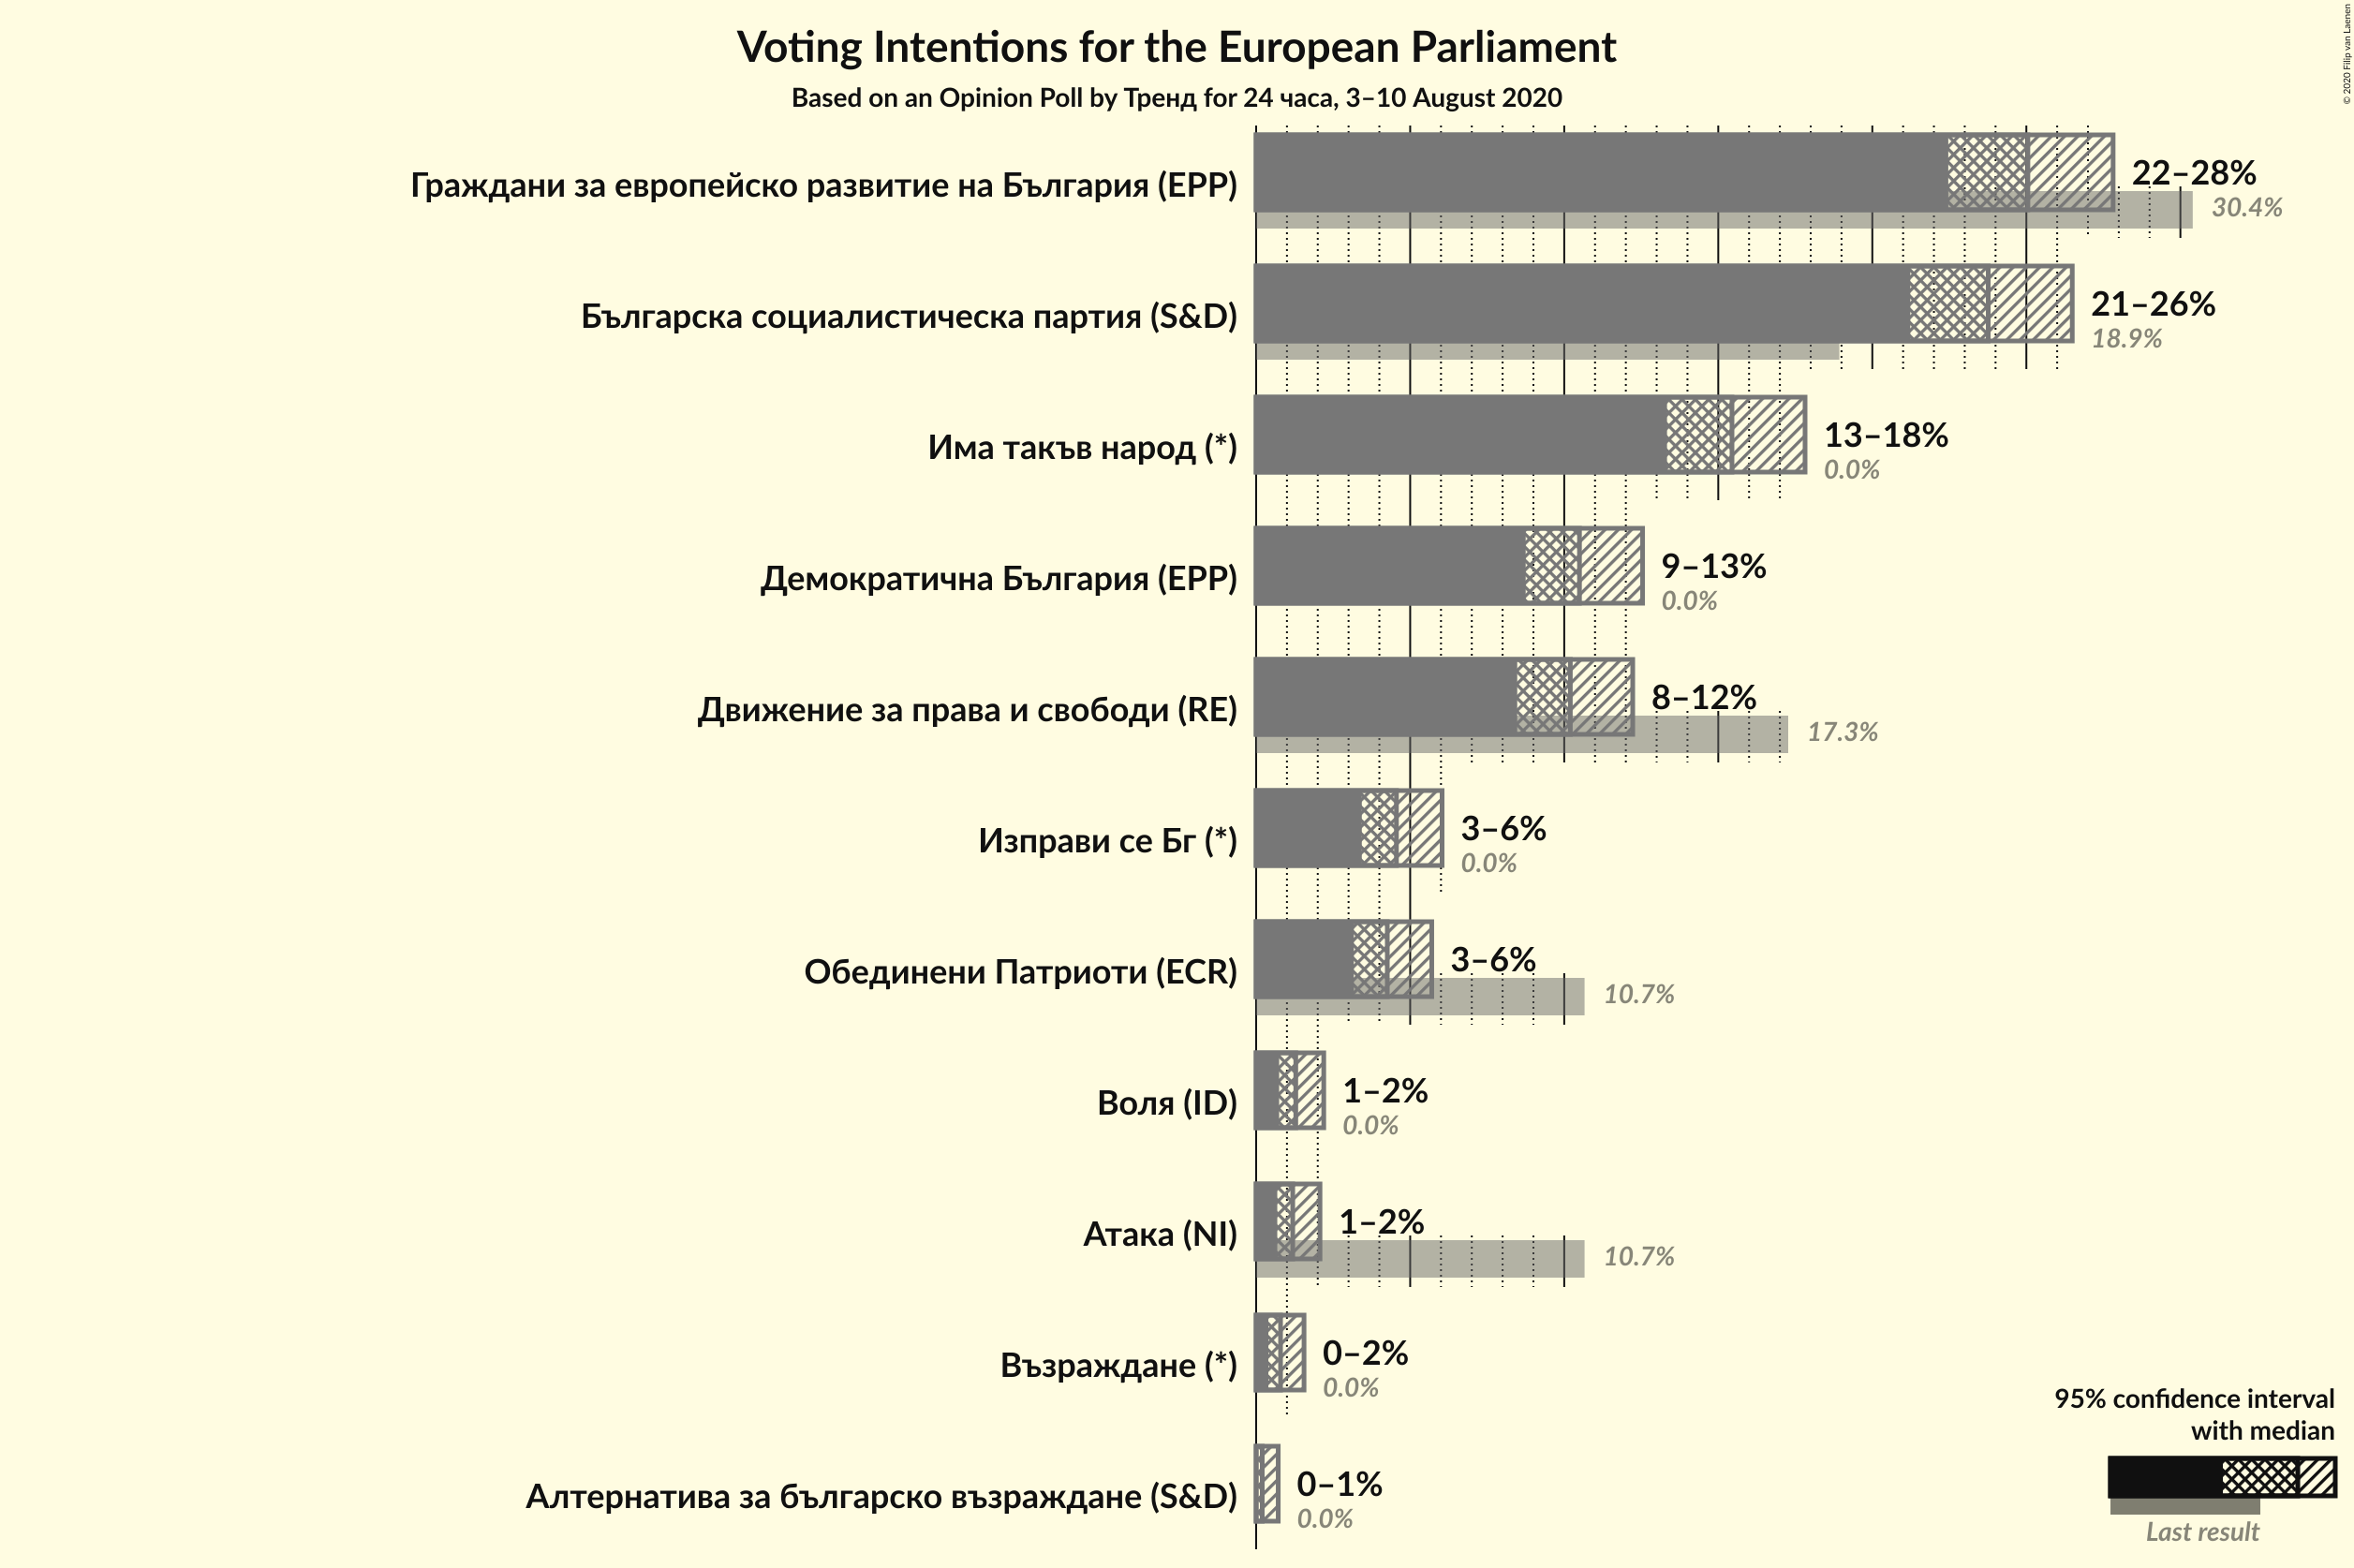 Voting Intentions for the European Parliament
Based on an Opinion Poll by Тренд for 24 часа, 3–10 August 2020
© 2020 Filip van Laenen
Граждани за европейско развитие на България (EPP)
22–28%
30.4%
Българска социалистическа партия (S&D)
21–26%
18.9%
Има такъв народ (*)
13–18%
0.0%
Демократична България (EPP)
9–13%
0.0%
Движение за права и свободи (RE)
8–12%
17.3%
Изправи се Бг (*)
3–6%
0.0%
Обединени Патриоти (ECR)
3–6%
10.7%
Воля (ID)
1–2%
0.0%
Атака (NI)
1–2%
10.7%
Възраждане (*)
0–2%
0.0%
Алтернатива за българско възраждане (S&D)
0–1%
0.0%
95% confidence interval
with median
Last result